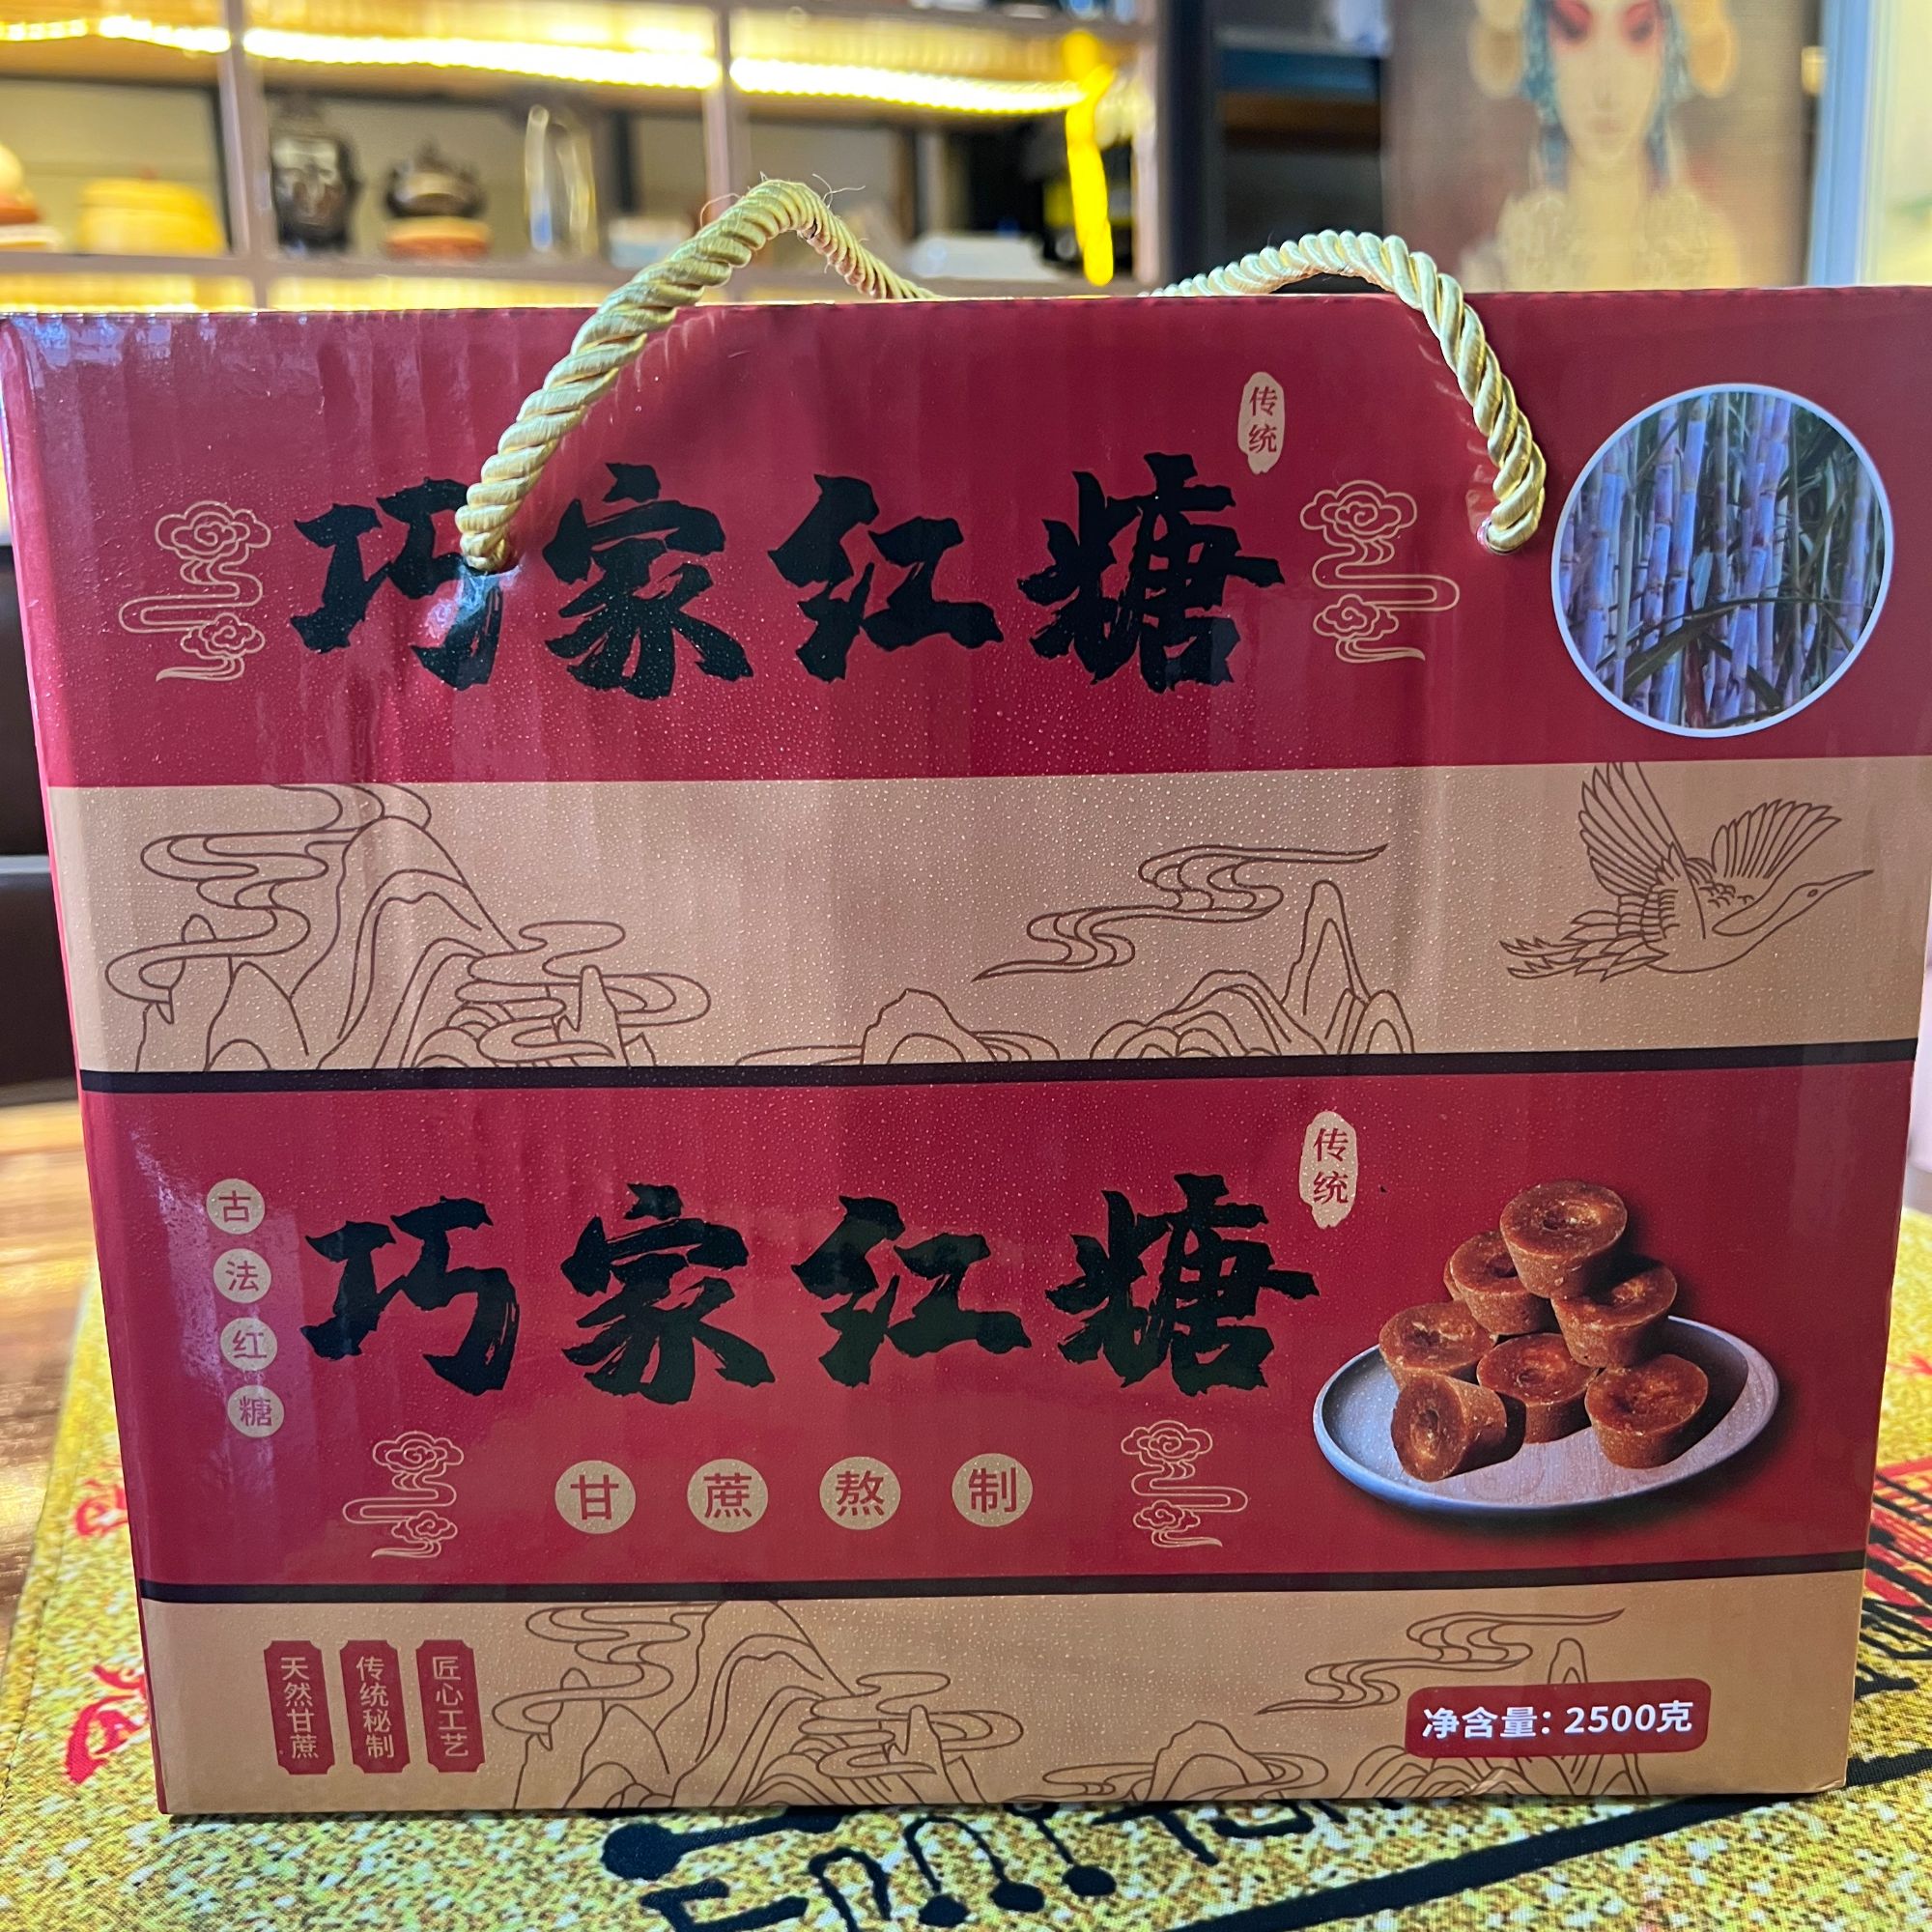 传统
巧家红糖
传统
巧家红糖
古法红糖
甘蔗熬制
天然甘蔗
传统秘制
匠心工艺
净含量：2500克